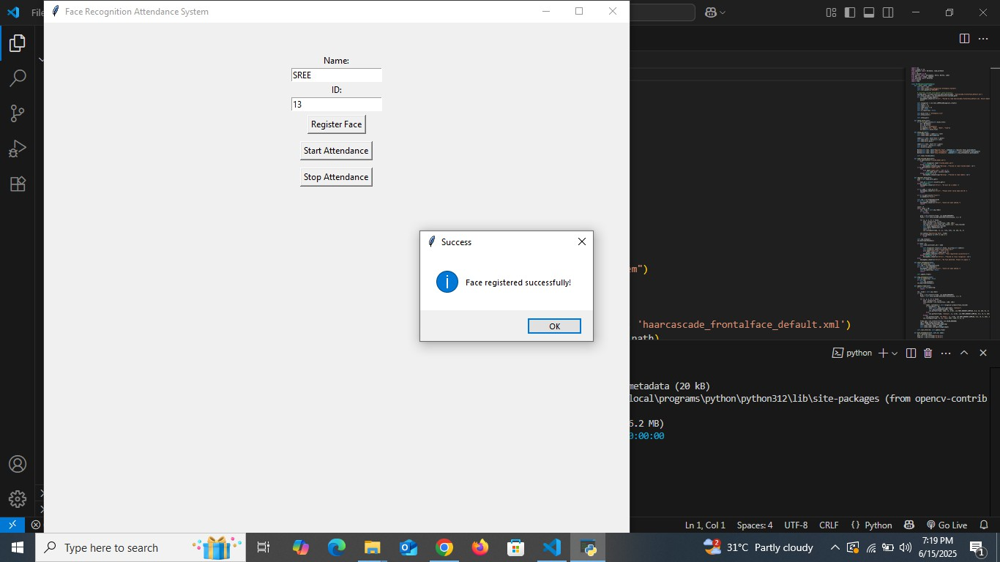 File
Face Recognition Attendance System
Name:
SREE
ID:
13
Register Face
Start Attendance
Stop Attendance
Success
Face registered successfully!
OK
em")
'haarcascade_frontalface_default.xml')
path)
python
metadata (20 kB)
local\programs\python\python312\lib\site-packages (from opencv-contrib
6.2 MB)
0:00:00
Ln 1, Col 1
Spaces: 4
UTF-8
CRLF
{ } Python
Go Live
Type here to search
2
31°C Partly cloudy
7:19 PM
6/15/2025
1